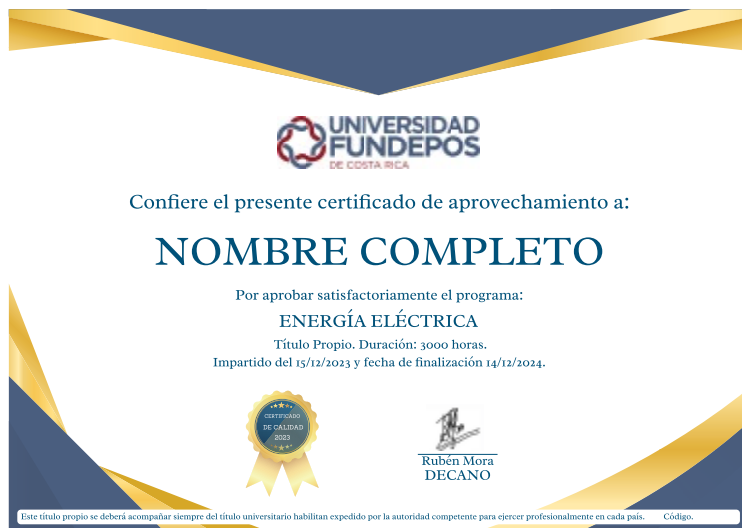 UNIVERSIDAD
FUNDEPOS
DE COSTA RICA
Confiere el presente certificado de aprovechamiento a:
NOMBRE COMPLETO
Por aprobar satisfactoriamente el programa:
ENERGÍA ELÉCTRICA
Título Propio. Duración: 3000 horas.
Impartido del 15/12/2023 y fecha de finalización 14/12/2024.
CERTIFICADO
DE CALIDAD
2023
Rubén Mora
DECANO
Este título propio se deberá acompañar siempre del título universitario habilitan expedido por la autoridad competente para ejercer profesionalmente en cada país. Código.